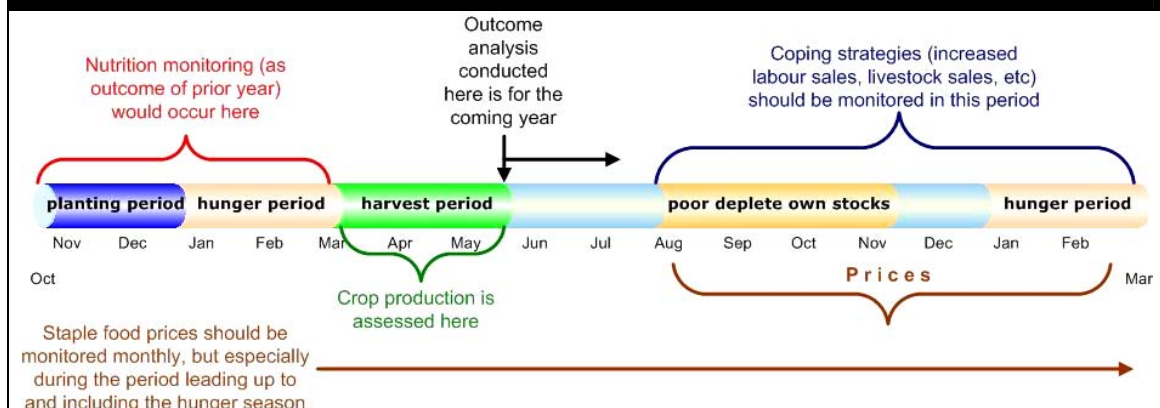 Outcome
analysis
conducted
here is for the
coming year
Nutrition monitoring (as
outcome of prior year)
would occur here
Coping strategies (increased
labour sales, livestock sales, etc)
should be monitored in this period
planting period
hunger period
harvest period
poor deplete own stocks
hunger period
Nov Dec Jan Feb Mar Apr May Jun Jul Aug Sep Oct Nov Dec Jan Feb
Oct
Mar
Prices
Crop production is
assessed here
Staple food prices should be
monitored monthly, but especially
during the period leading up to
and including the hunger season